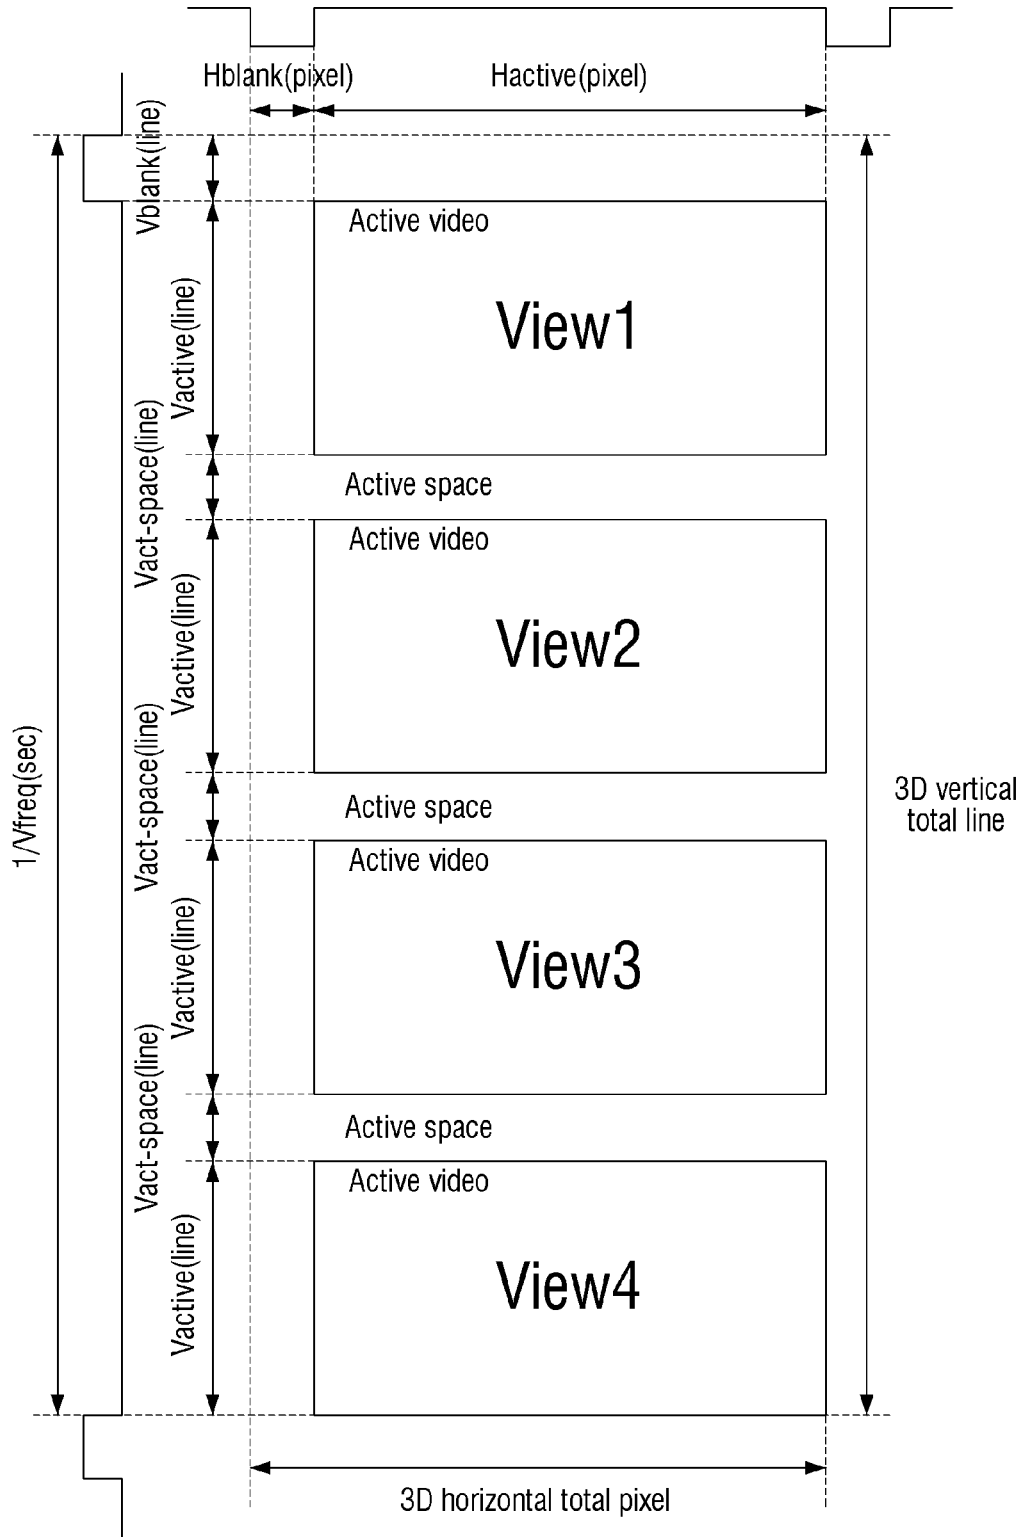 Hblank(pixel)
Hactive(pixel)
Vblank(line)
Active video
View1
Vactive(line)
Vact-space(line)
Active space
Active video
View2
Vactive(line)
Vact-space(line)
Active space
1/Vfreq(sec)
3D vertical
total line
Active video
View3
Vactive(line)
Vact-space(line)
Active space
Active video
View4
Vactive(line)
3D horizontal total pixel